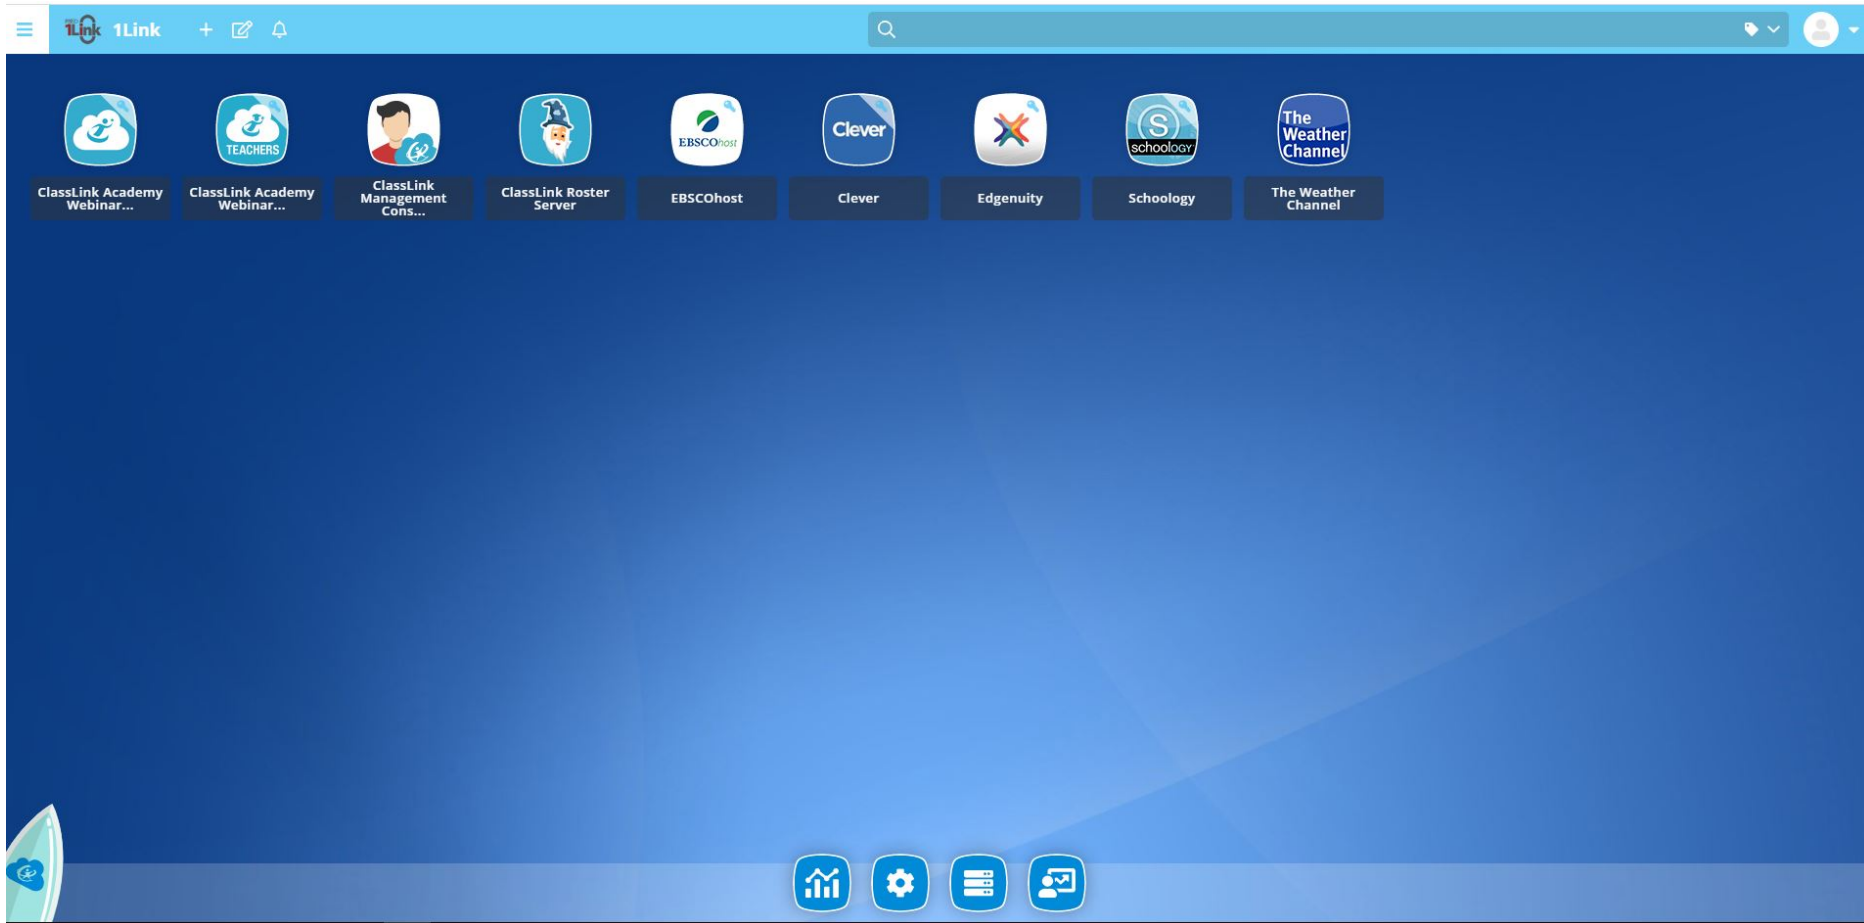 1Link 1Link
TEACHERS
EBSCOhost
Clever
S
schoology
The
Weather
Channel
ClassLink Academy
Webinar...
ClassLink Academy
Webinar...
ClassLink
Management
Cons...
ClassLink Roster
Server
EBSCOhost
Clever
Edgenuity
Schoology
The Weather
Channel